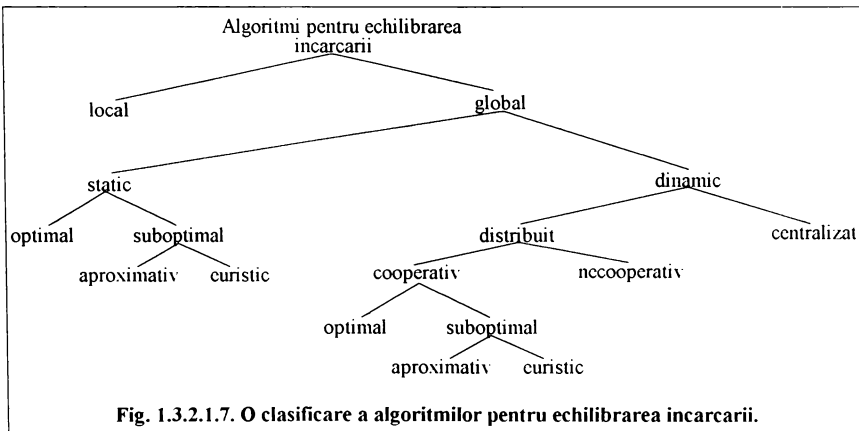 Algoritmi pentru echilibrarea
incarcarii
local
global
static
dinamic
optimal
suboptimal
distribuit
centralizat
aproximativ
euristic
cooperativ
necooperativ
optimal
suboptimal
aproximativ
euristic
Fig. 1.3.2.1.7. O clasificare a algoritmilor pentru echilibrarea incarcarii.